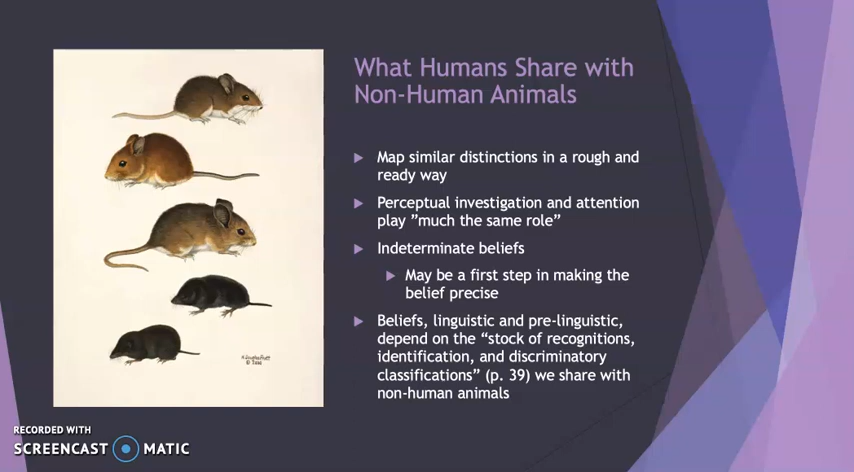 What Humans Share with
Non-Human Animals
Map similar distinctions in a rough and
ready way
Perceptual investigation and attention
play ”much the same role”
Indeterminate beliefs
May be a first step in making the
belief precise
Beliefs, linguistic and pre-linguistic,
depend on the “stock of recognitions,
identification, and discriminatory
classifications” (p. 39) we share with
non-human animals
RECORDED WITH
SCREENCAST MATIC